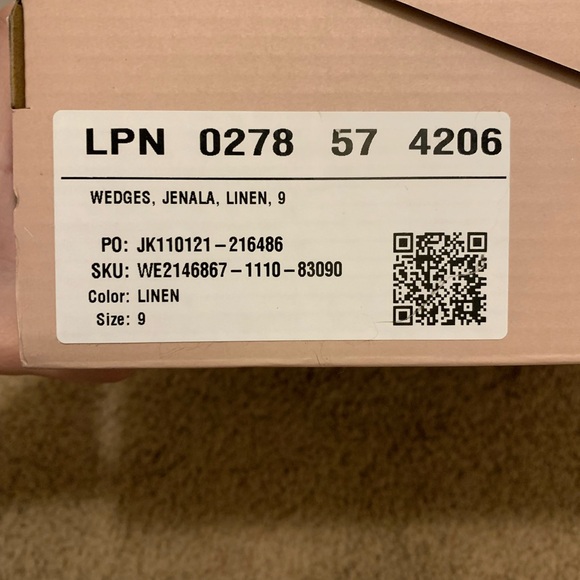 LPN 0278 57 4206
WEDGES, JENALA, LINEN, 9
PO: JK110121-216486
SKU: WE2146867-1110-83090
Color: LINEN
Size: 9